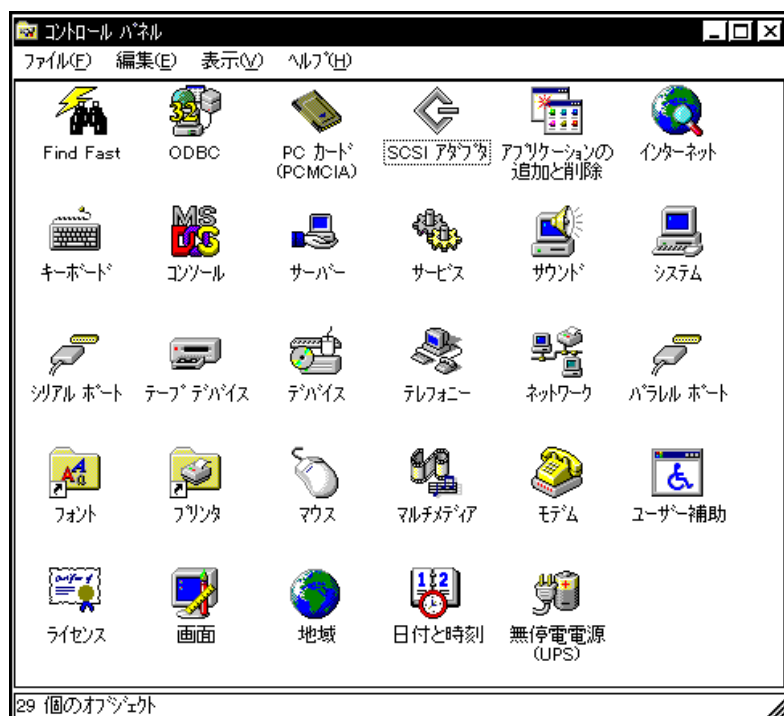 コントロール パネル
ファイル(F) 編集(E) 表示(V) ヘルプ(H)
Find Fast
ODBC
PC カード
(PCMCIA)
SCSI アダプタ
アプリケーションの
追加と削除
インターネット
キーボード
コンソール
サーバー
サービス
サウンド
システム
シリアル ポート
テープ デバイス
デバイス
テレフォニー
ネットワーク
パラレル ポート
フォント
プリンタ
マウス
マルチメディア
モデム
ユーザー補助
ライセンス
画面
地域
日付と時刻
無停電電源
(UPS)
29 個のオブジェクト